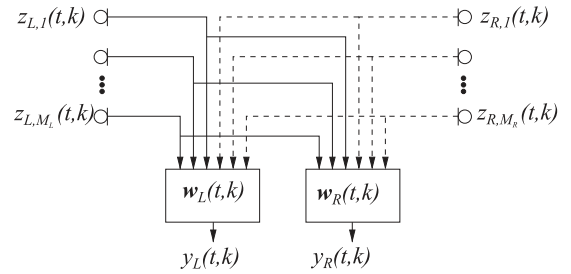 z_{L,1}(t,k) z_{R,1}(t,k)
z_{L,M_L}(t,k) z_{R,M_R}(t,k)
w_L(t,k) w_R(t,k)
y_L(t,k) y_R(t,k)